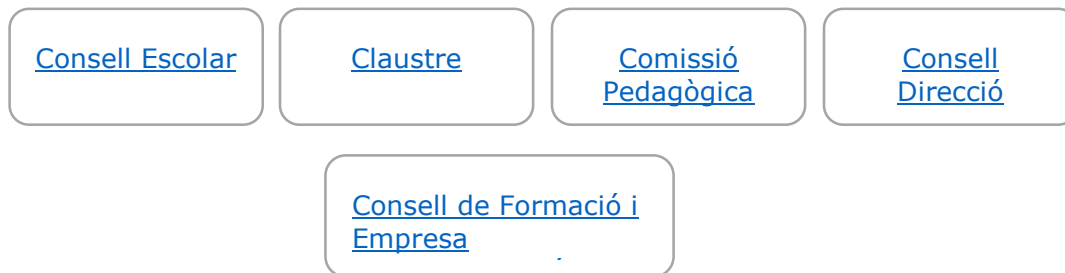 Consell Escolar
Claustre
Comissió
Pedagògica
Consell
Direcció
Consell de Formació i
Empresa